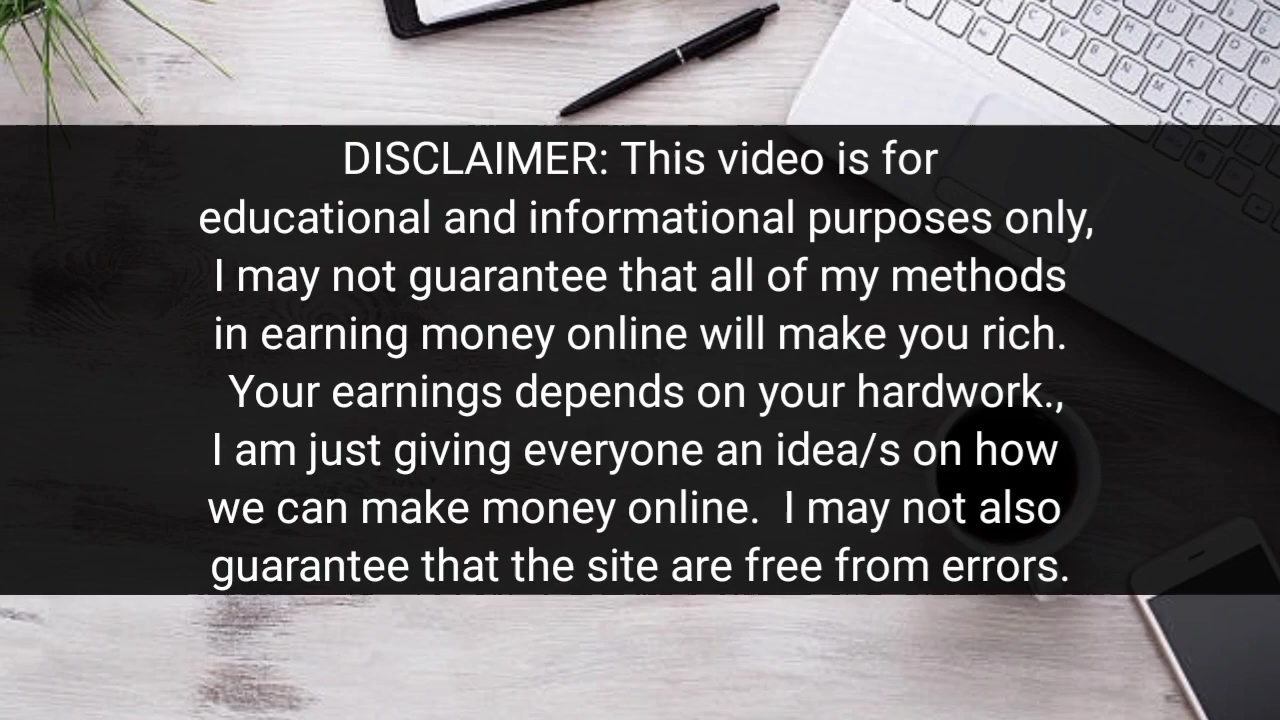 DISCLAIMER: This video is for
educational and informational purposes only,
I may not guarantee that all of my methods
in earning money online will make you rich.
Your earnings depends on your hardwork.,
I am just giving everyone an idea/s on how
we can make money online.  I may not also
guarantee that the site are free from errors.